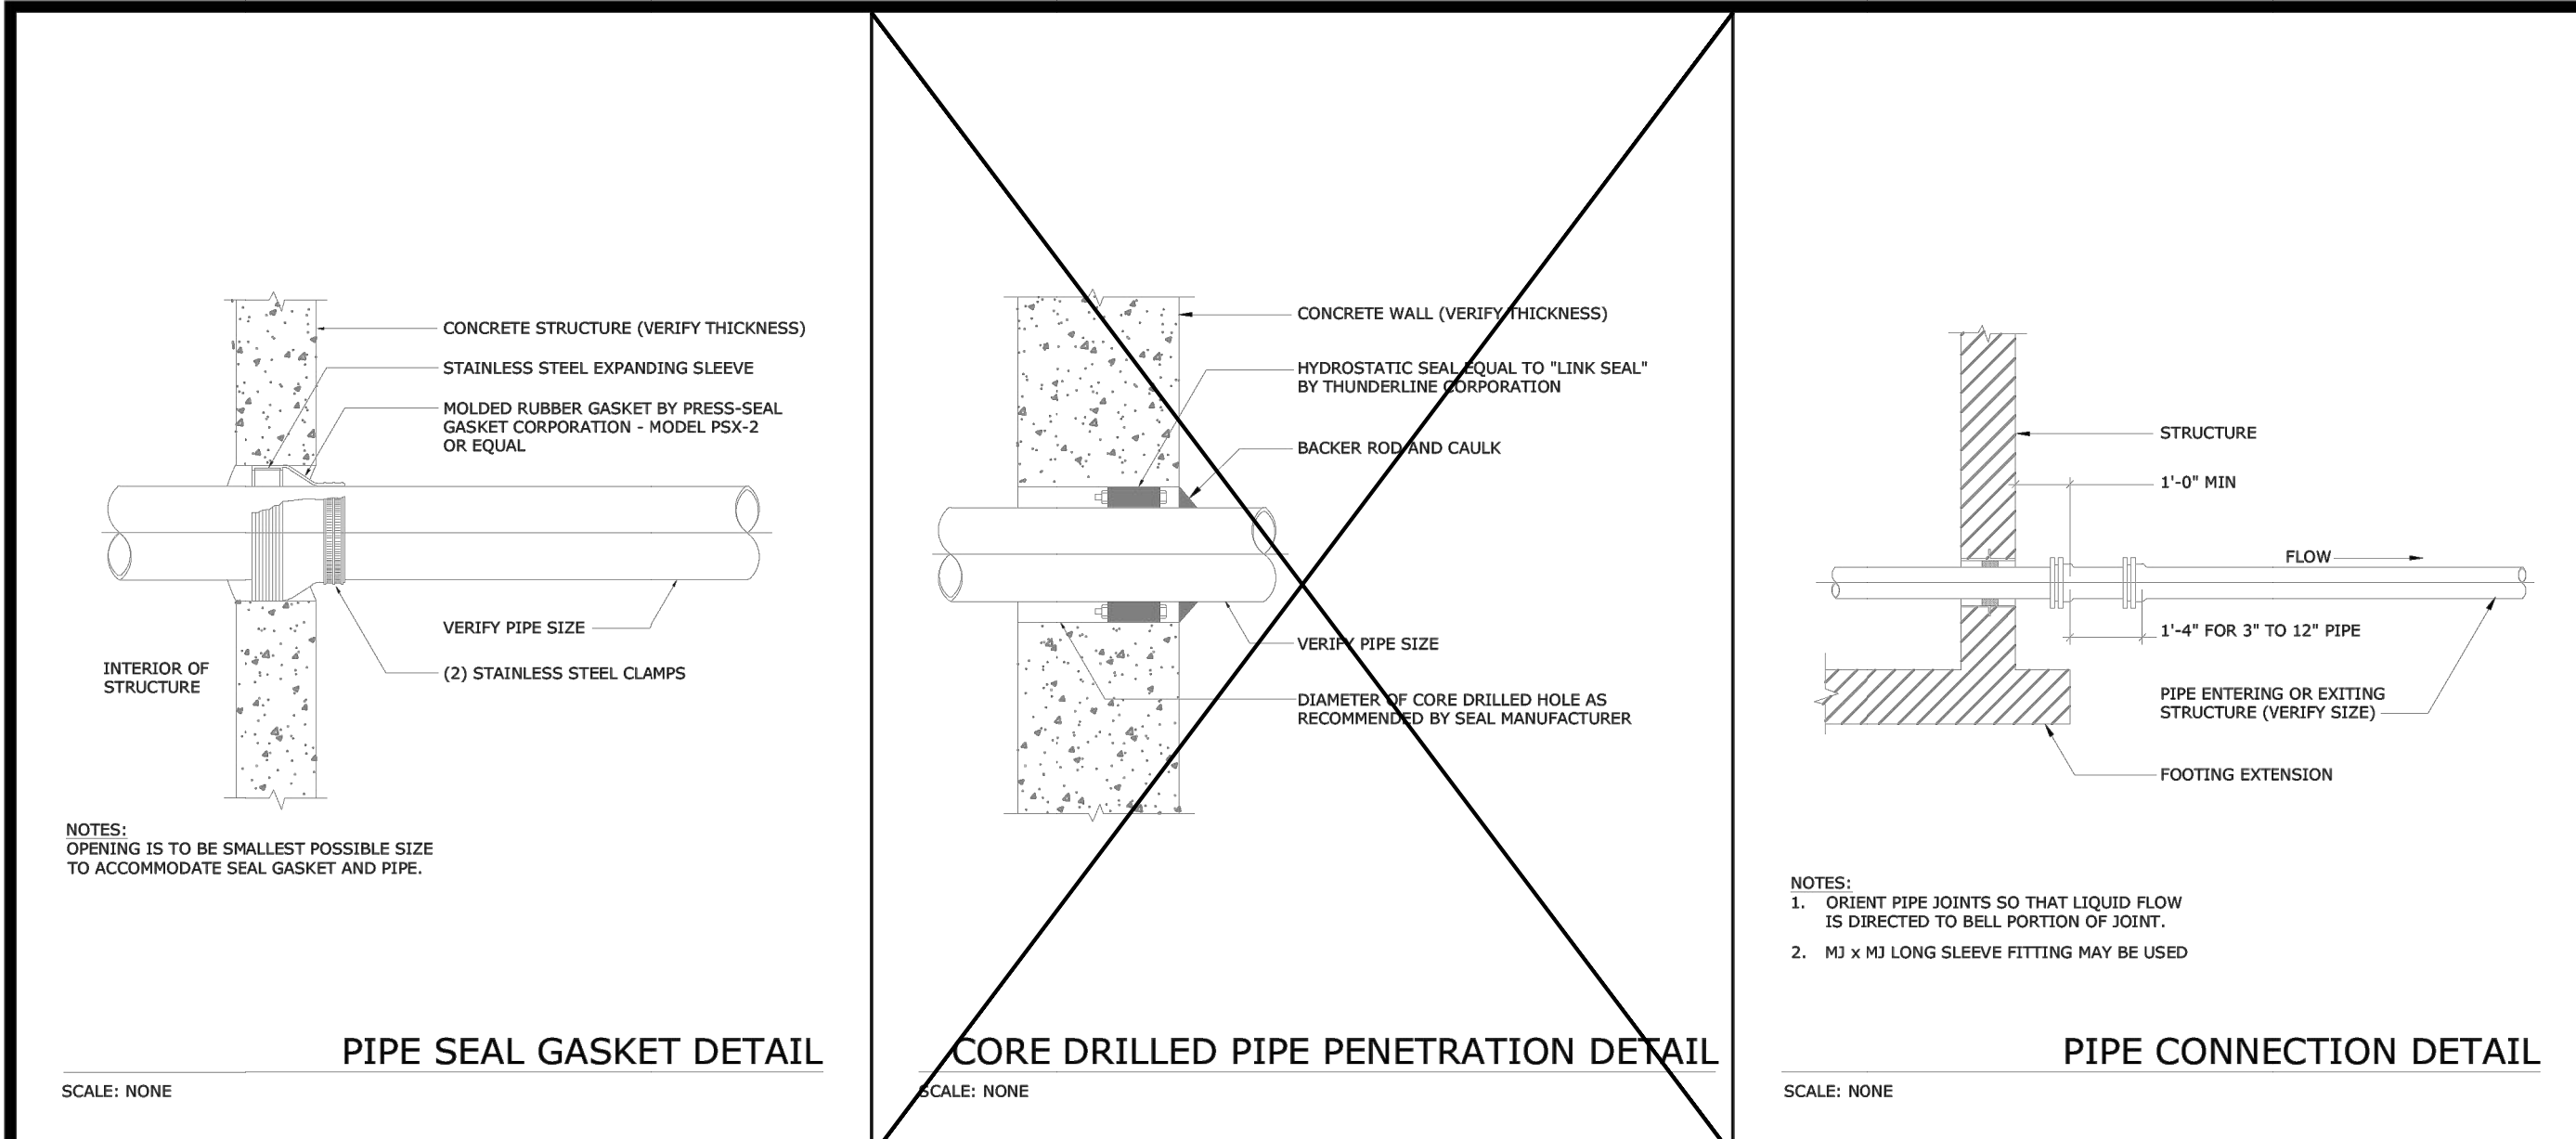 CONCRETE STRUCTURE (VERIFY THICKNESS)
STAINLESS STEEL EXPANDING SLEEVE
MOLDED RUBBER GASKET BY PRESS-SEAL
GASKET CORPORATION - MODEL PSX-2
OR EQUAL
VERIFY PIPE SIZE
(2) STAINLESS STEEL CLAMPS
INTERIOR OF
STRUCTURE
NOTES:
OPENING IS TO BE SMALLEST POSSIBLE SIZE
TO ACCOMMODATE SEAL GASKET AND PIPE.
PIPE SEAL GASKET DETAIL
SCALE: NONE
CONCRETE WALL (VERIFY THICKNESS)
HYDROSTATIC SEAL EQUAL TO "LINK SEAL"
BY THUNDERLINE CORPORATION
BACKER ROD AND CAULK
VERIFY PIPE SIZE
DIAMETER OF CORE DRILLED HOLE AS
RECOMMENDED BY SEAL MANUFACTURER
CORE DRILLED PIPE PENETRATION DETAIL
SCALE: NONE
STRUCTURE
1'-0" MIN
FLOW
1'-4" FOR 3" TO 12" PIPE
PIPE ENTERING OR EXITING
STRUCTURE (VERIFY SIZE)
FOOTING EXTENSION
NOTES:
1. ORIENT PIPE JOINTS SO THAT LIQUID FLOW
IS DIRECTED TO BELL PORTION OF JOINT.
2. MJ x MJ LONG SLEEVE FITTING MAY BE USED
PIPE CONNECTION DETAIL
SCALE: NONE